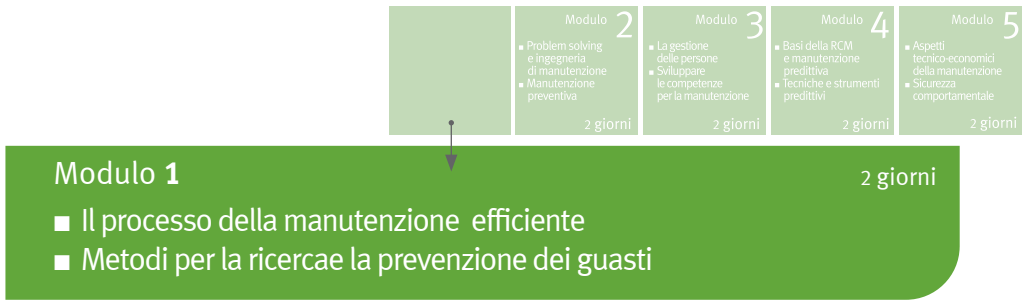 Modulo 2
Problem solving
e ingegneria
di manutenzione
Manutenzione
preventiva
2 giorni
Modulo 3
La gestione
delle persone
Sviluppare
le competenze
per la manutenzione
2 giorni
Modulo 4
Basi della RCM
e manutenzione
predittiva
Tecniche e strumenti
predittivi
2 giorni
Modulo 5
Aspetti
tecnico-economici
della manutenzione
Sicurezza
comportamentale
2 giorni
Modulo 1
2 giorni
Il processo della manutenzione efficiente
Metodi per la ricercae la prevenzione dei guasti